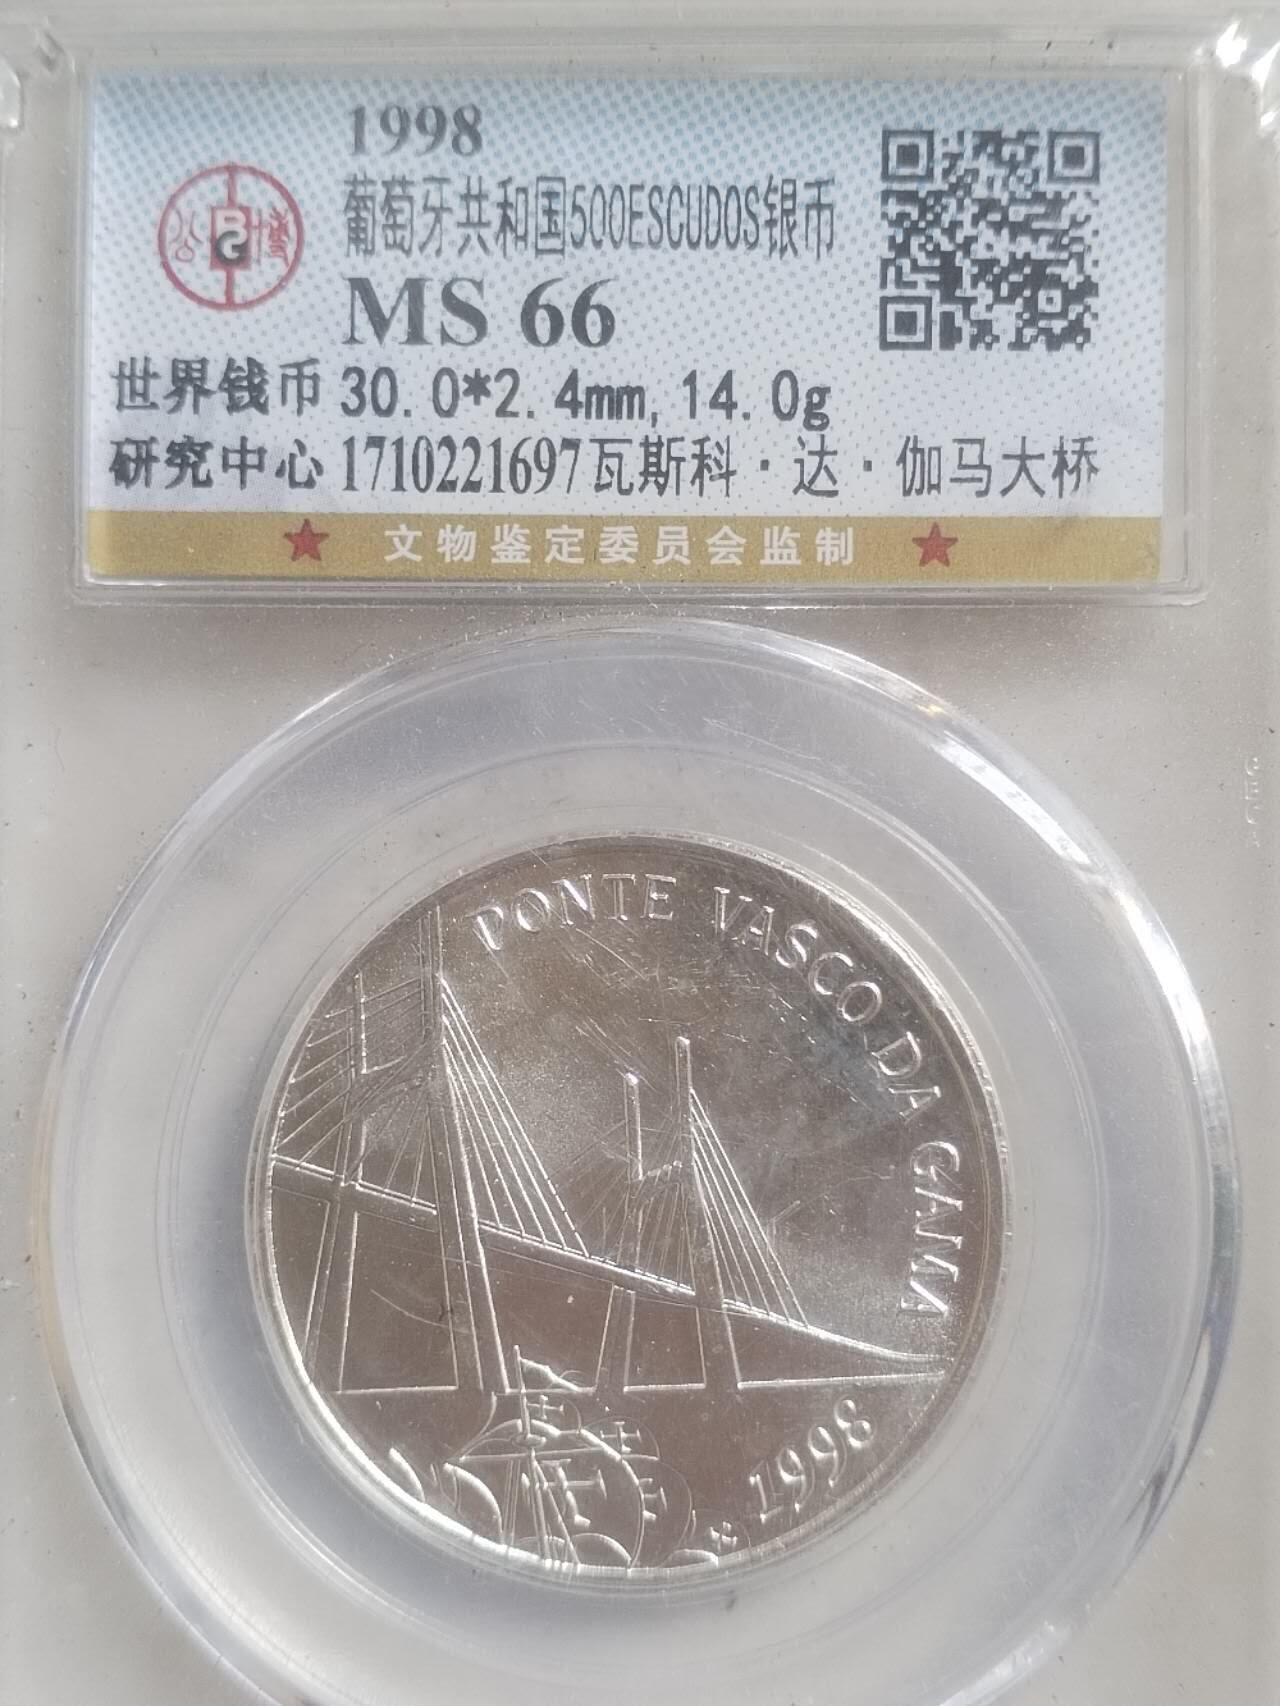 1998
葡萄牙共和国500ESCUDOS银币
公 PG 博
MS 66
世界钱币 30.0*2.4mm,14.0g
研究中心 1710221697瓦斯科·达·伽马大桥
★ 文物鉴定委员会监制 ★
PONTE VASCO DA GAMA
1998